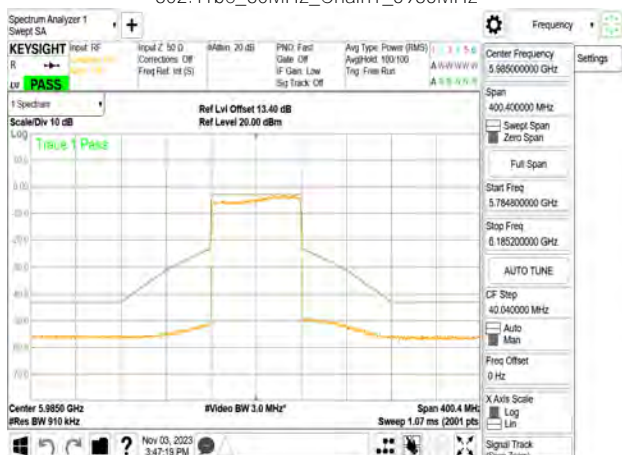 Spectrum Analyzer 1
Swept SA
+
Frequency
Settings
KEYSIGHT Input: RF
R
PASS
Input Z: 50 Ω
Corrections: Off
Freq Ref: Int (S)
#Atten: 20 dB
PNO: Fast
Gate: Off
IF Gain: Low
Sig Track: Off
Avg Type: Power (RMS)
Avg|Hold: 100/100
Trig: Free Run
1 Spectrum
Scale/Div 10 dB
Log
Ref Lvl Offset 13.40 dB
Ref Level 20.00 dBm
Trace 1 Pass
Center 5.9850 GHz
#Res BW 910 kHz
#Video BW 3.0 MHz*
Span 400.4 MHz
Sweep 1.07 ms (2001 pts
Center Frequency
5.985000000 GHz
Span
400.400000 MHz
Swept Span
Zero Span
Full Span
Start Freq
5.784800000 GHz
Stop Freq
6.185200000 GHz
AUTO TUNE
CF Step
40.040000 MHz
Auto
Man
Freq Offset
0 Hz
X Axis Scale
Log
Lin
Signal Track
?
Nov 03, 2023
3:47:19 PM